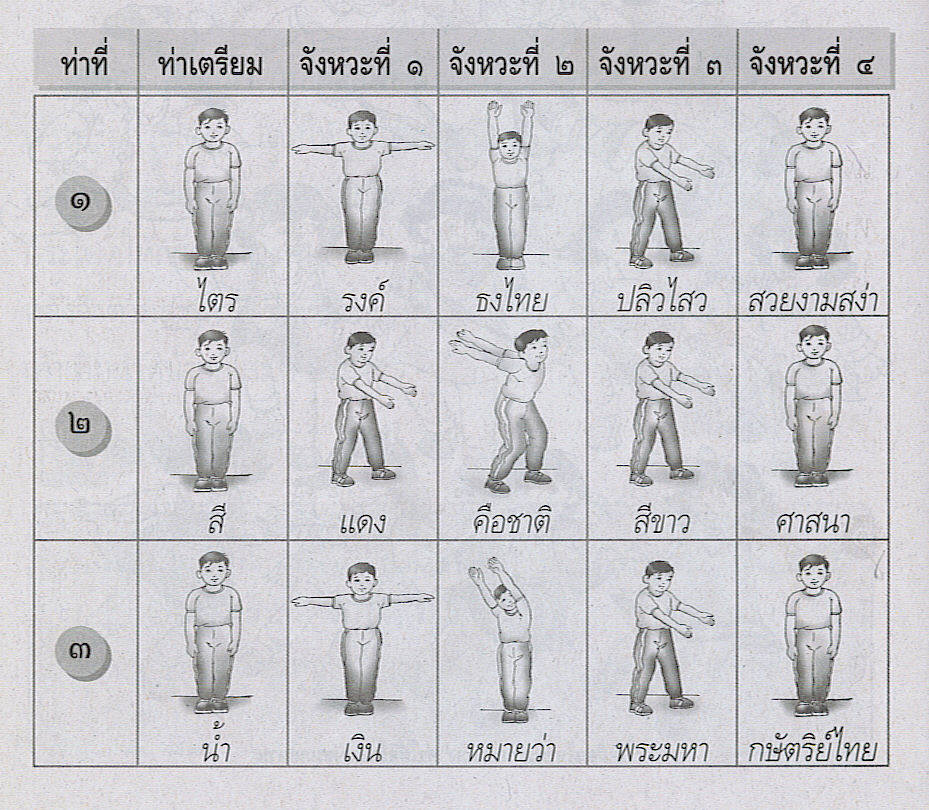 ท่าที่ ท่าเตรียม จังหวะที่ ๑ จังหวะที่ ๒ จังหวะที่ ๓ จังหวะที่ ๔
๑
ไตร รงค์ ธงไทย ปลิวไสว สวยงามสง่า
๒
สี แดง คือชาติ สีขาว ศาสนา
๓
น้ำ เงิน หมายว่า พระมหา กษัตริย์ไทย